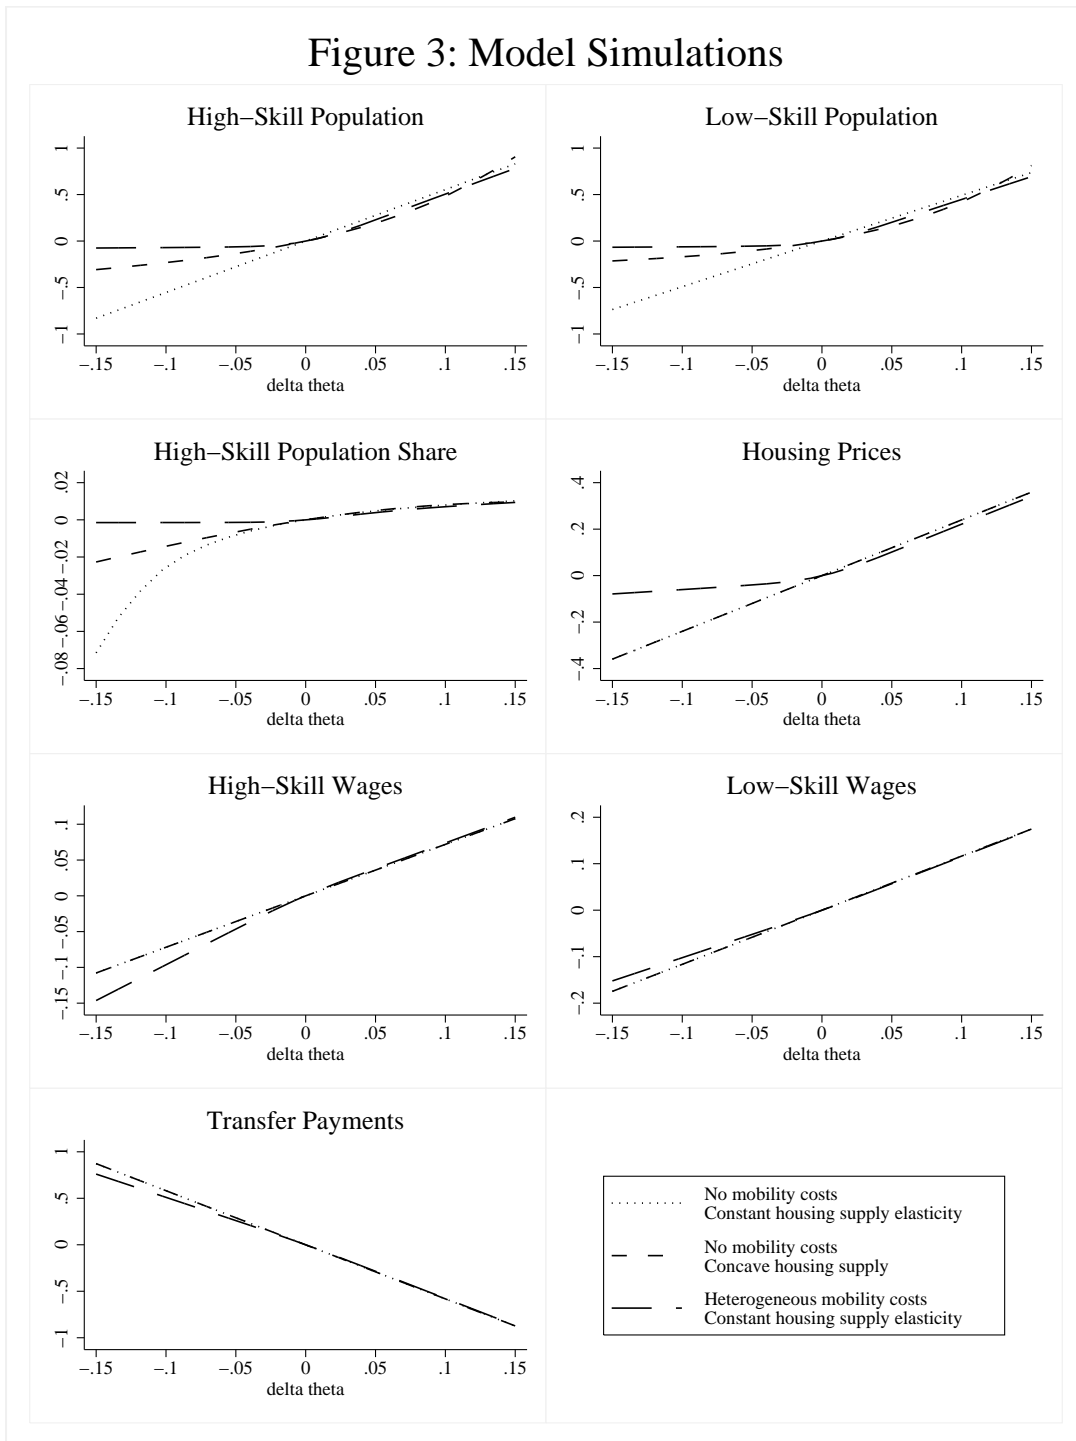 Figure 3: Model Simulations
High−Skill Population
1
.5
0
−.5
−1
−.15 −.1 −.05 0 .05 .1 .15
delta theta
Low−Skill Population
1
.5
0
−.5
−1
−.15 −.1 −.05 0 .05 .1 .15
delta theta
High−Skill Population Share
.02
0
−.02
−.04
−.06
−.08
−.15 −.1 −.05 0 .05 .1 .15
delta theta
Housing Prices
.4
.2
0
−.2
−.4
−.15 −.1 −.05 0 .05 .1 .15
delta theta
High−Skill Wages
.1
.05
0
−.05
−.1
−.15
−.15 −.1 −.05 0 .05 .1 .15
delta theta
Low−Skill Wages
.2
.1
0
−.1
−.2
−.15 −.1 −.05 0 .05 .1 .15
delta theta
Transfer Payments
1
.5
0
−.5
−1
−.15 −.1 −.05 0 .05 .1 .15
delta theta
No mobility costs
Constant housing supply elasticity
No mobility costs
Concave housing supply
Heterogeneous mobility costs
Constant housing supply elasticity